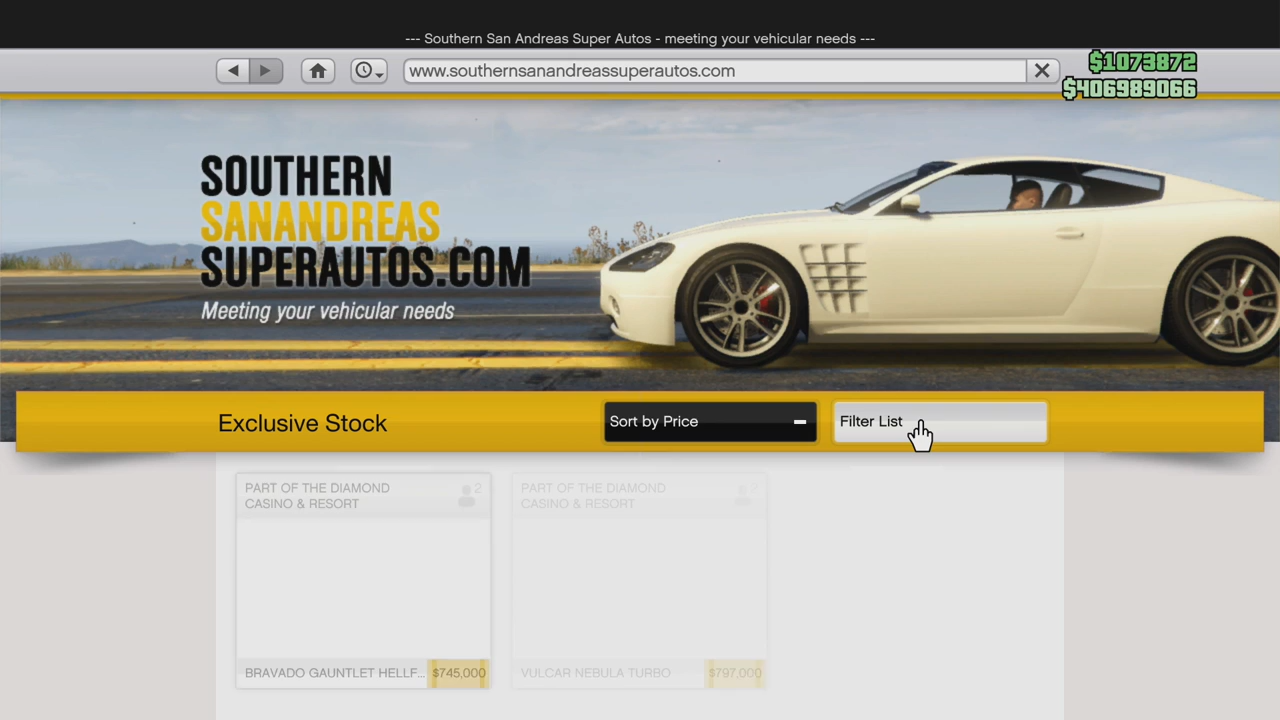 --- Southern San Andreas Super Autos - meeting your vehicular needs ---
www.southernsanandreassuperautos.com
$1073872
$406989066
SOUTHERN
SANANDREAS
SUPERAUTOS.COM
Meeting your vehicular needs
Exclusive Stock
Sort by Price
Filter List
PART OF THE DIAMOND
CASINO & RESORT
2
BRAVADO GAUNTLET HELLF...
$745,000
PART OF THE DIAMOND
CASINO & RESORT
VULCAR NEBULA TURBO
$797,000